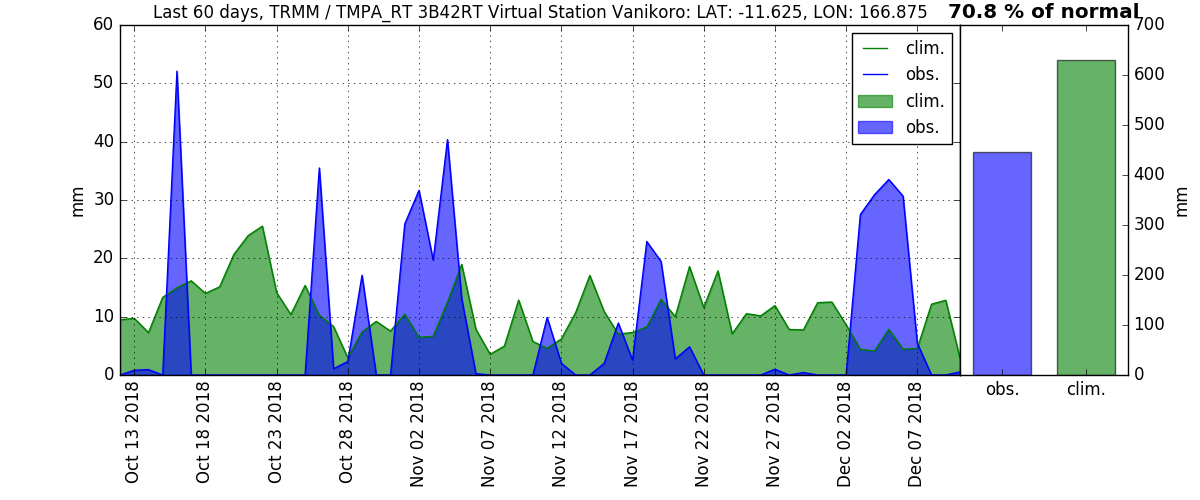 Last 60 days, TRMM / TMPA_RT 3B42RT Virtual Station Vanikoro: LAT: -11.625, LON: 166.875
70.8 % of normal
60
50
40
30
20
10
0
mm
clim.
obs.
clim.
obs.
Oct 13 2018
Oct 18 2018
Oct 23 2018
Oct 28 2018
Nov 02 2018
Nov 07 2018
Nov 12 2018
Nov 17 2018
Nov 22 2018
Nov 27 2018
Dec 02 2018
Dec 07 2018
700
600
500
400
300
200
100
0
mm
obs.
clim.